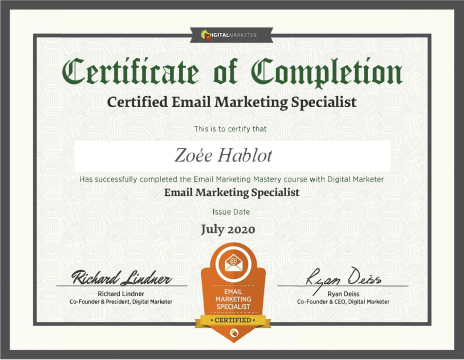 DIGITALMARKETER
Certificate of Completion
Certified Email Marketing Specialist
This is to certify that
Zoée Hablot
Has successfully completed the Email Marketing Mastery course with Digital Marketer
Email Marketing Specialist
Issue Date
July 2020
Richard Lindner
Richard Lindner
Co-Founder & President, Digital Marketer
EMAIL
MARKETING
SPECIALIST
CERTIFIED
Ryan Deiss
Ryan Deiss
Co-Founder & CEO, Digital Marketer